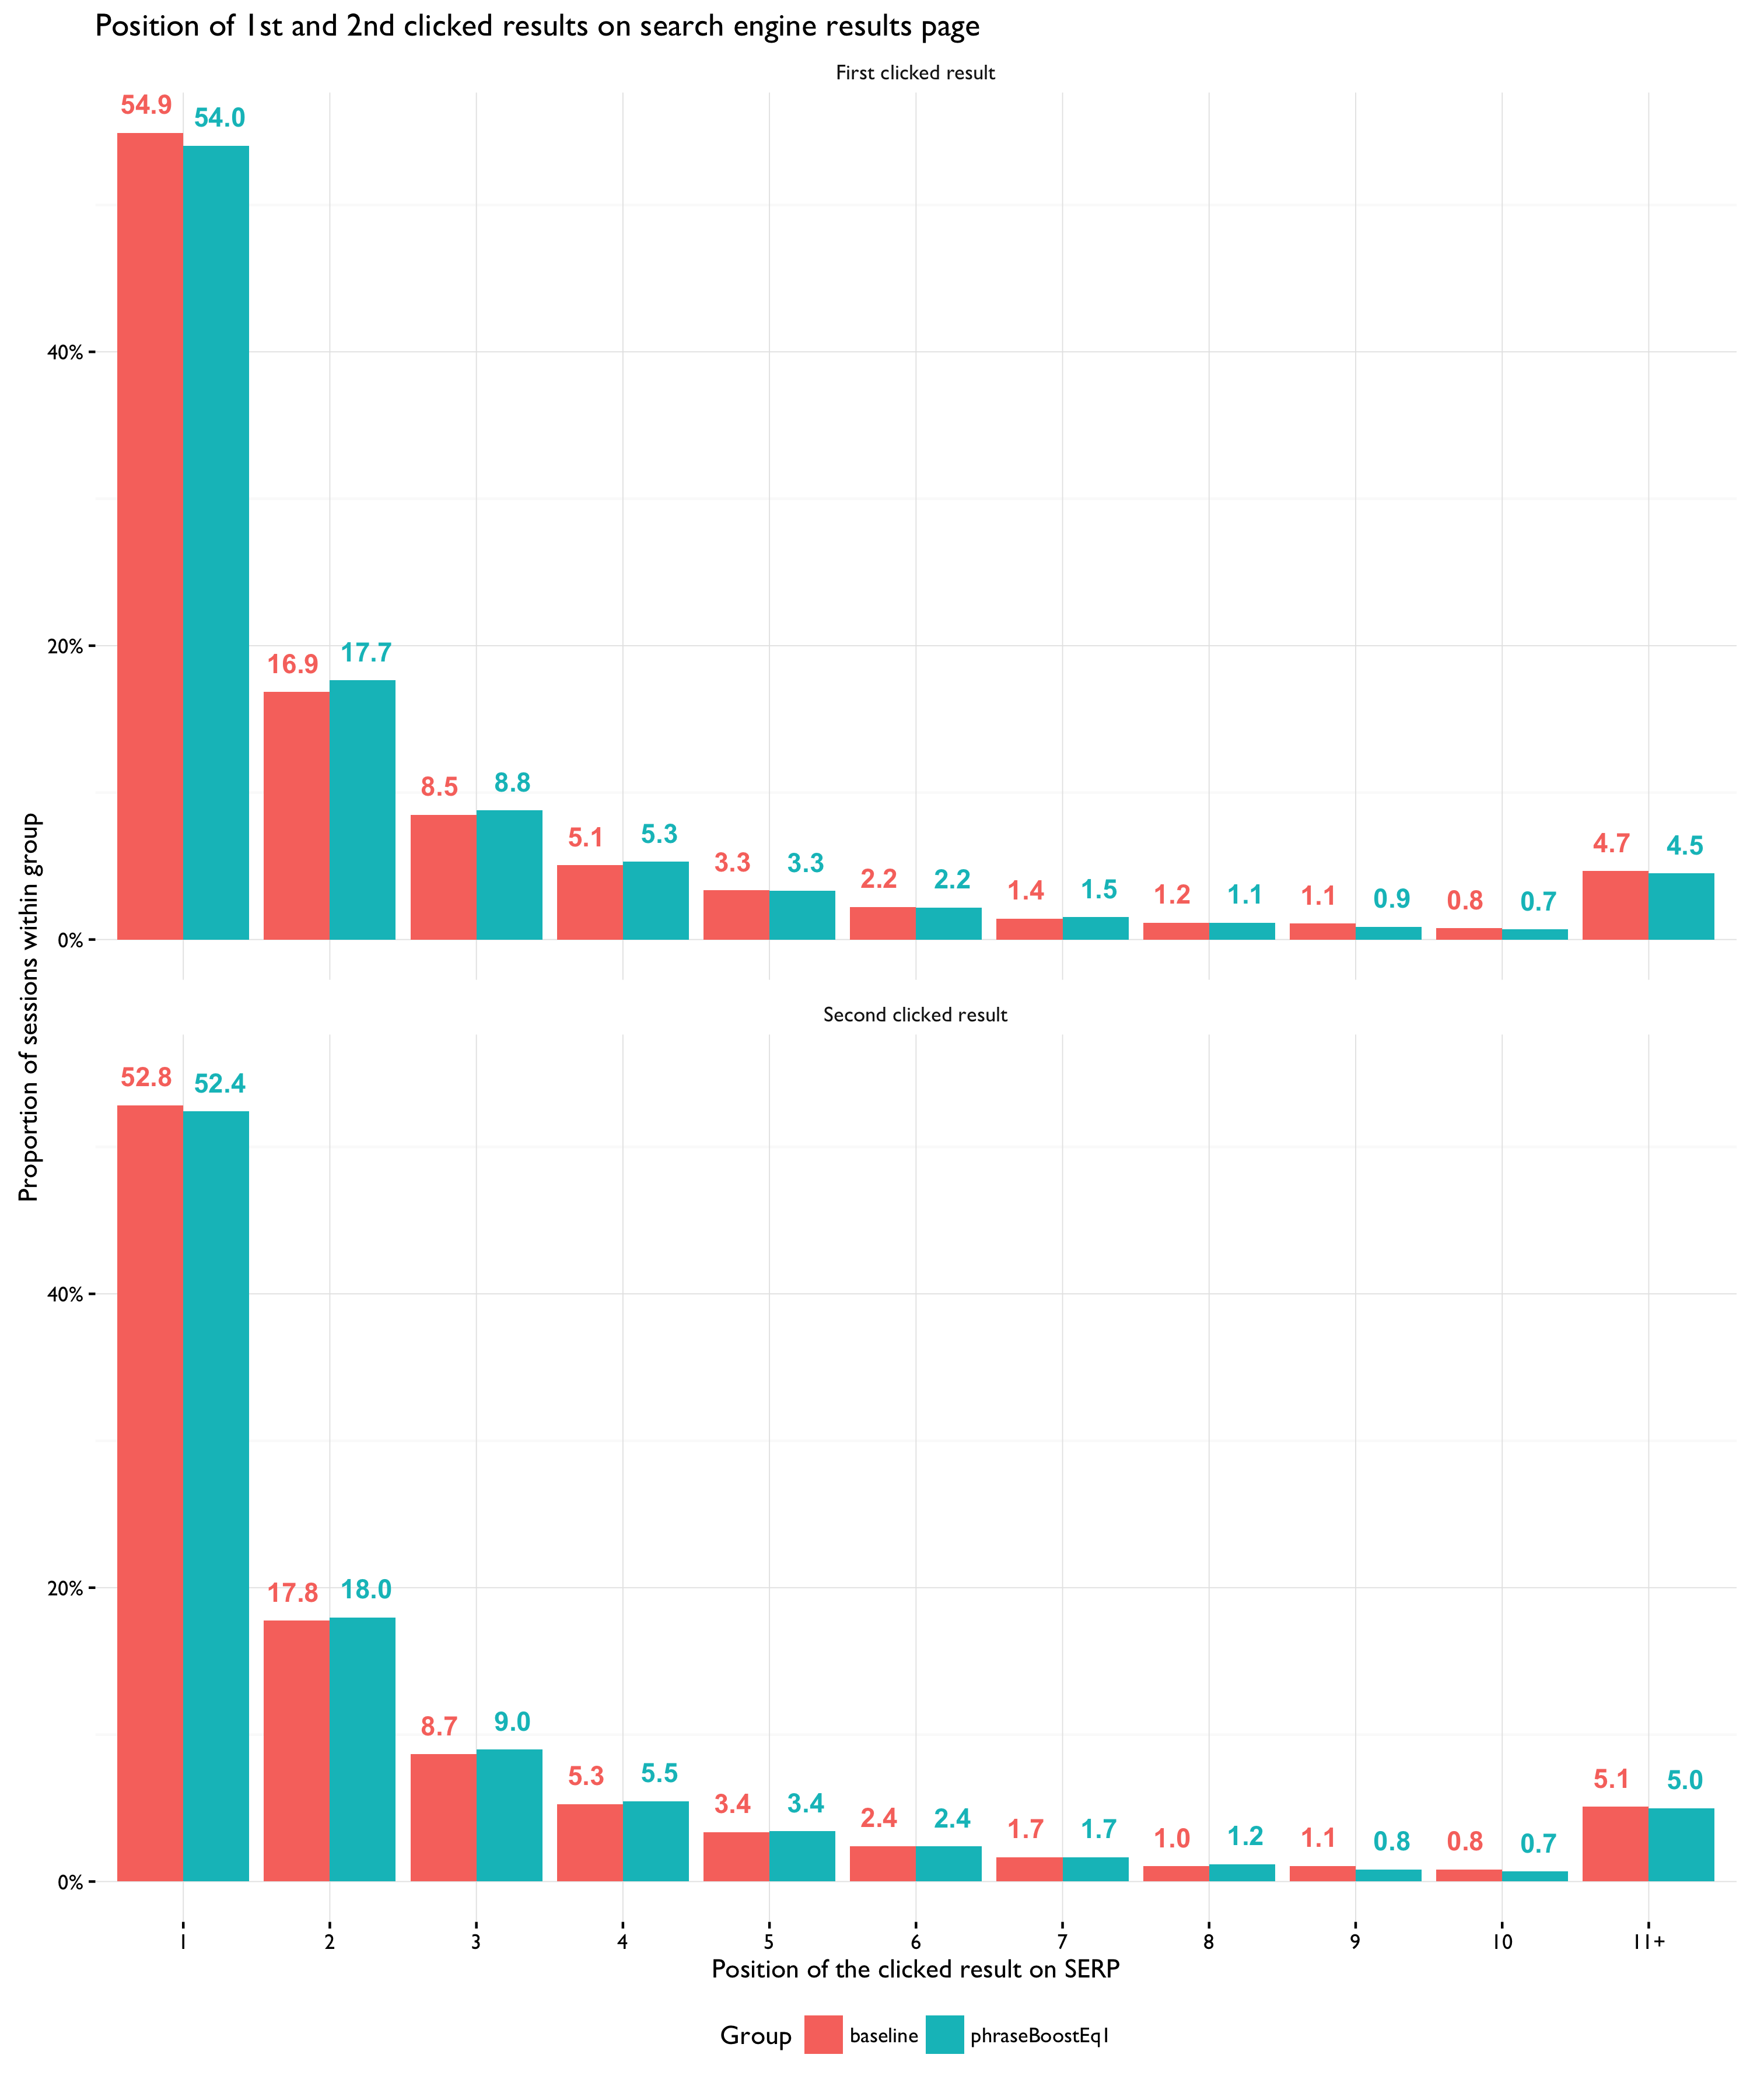 Position of 1st and 2nd clicked results on search engine results page
First clicked result
54.9 54.0 16.9 17.7 8.5 8.8 5.1 5.3 3.3 3.3 2.2 2.2 1.4 1.5 1.2 1.1 1.1 0.9 0.8 0.7 4.7 4.5
40%
20%
0%
Proportion of sessions within group
Second clicked result
52.8 52.4 17.8 18.0 8.7 9.0 5.3 5.5 3.4 3.4 2.4 2.4 1.7 1.7 1.0 1.2 1.1 0.8 0.8 0.7 5.1 5.0
40%
20%
0%
1 2 3 4 5 6 7 8 9 10 11+
Position of the clicked result on SERP
Group baseline phraseBoostEq1